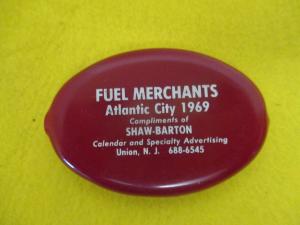 FUEL MERCHANTS
Atlantic City 1969
Compliments of
SHAW-BARTON
Calendar and Specialty Advertising
Union, N. J. 688-6545